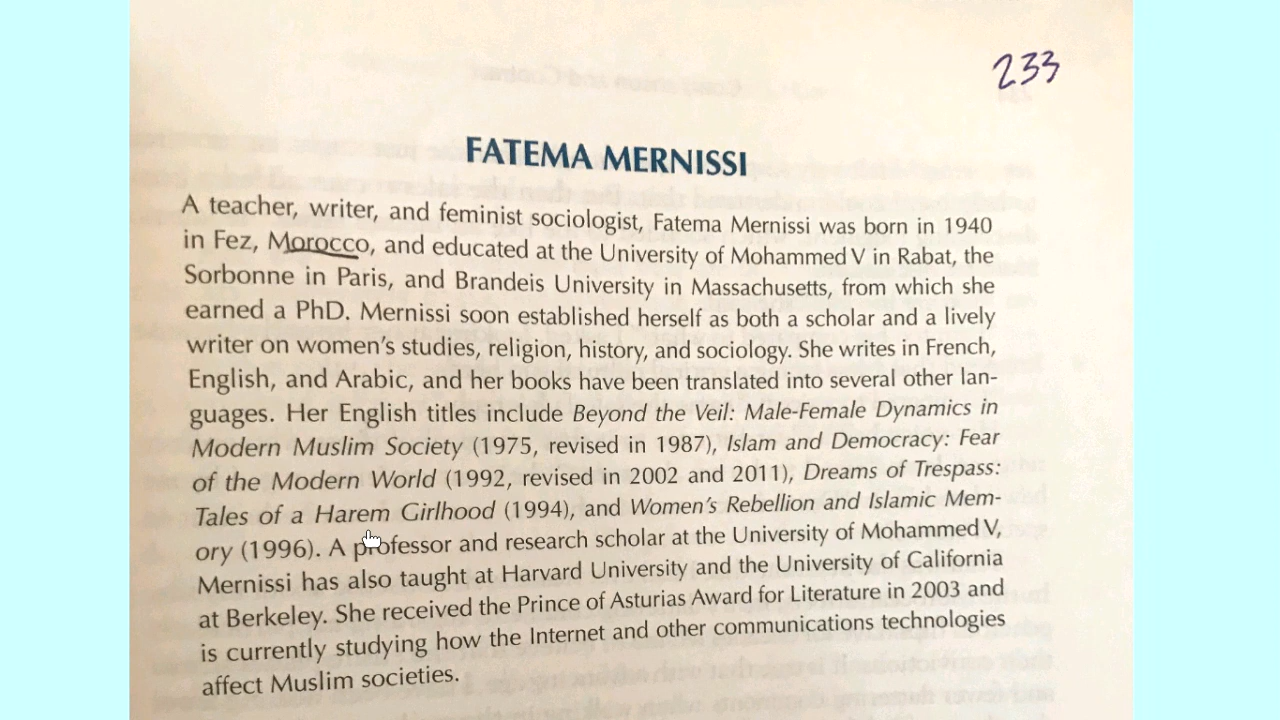 233
FATEMA MERNISSI
A teacher, writer, and feminist sociologist, Fatema Mernissi was born in 1940
in Fez, Morocco, and educated at the University of Mohammed V in Rabat, the
Sorbonne in Paris, and Brandeis University in Massachusetts, from which she
earned a PhD. Mernissi soon established herself as both a scholar and a lively
writer on women's studies, religion, history, and sociology. She writes in French,
English, and Arabic, and her books have been translated into several other lan-
guages. Her English titles include Beyond the Veil: Male-Female Dynamics in
Modern Muslim Society (1975, revised in 1987), Islam and Democracy: Fear
of the Modern World (1992, revised in 2002 and 2011), Dreams of Trespass:
Tales of a Harem Girlhood (1994), and Women's Rebellion and Islamic Mem-
ory (1996). A professor and research scholar at the University of Mohammed V,
Mernissi has also taught at Harvard University and the University of California
at Berkeley. She received the Prince of Asturias Award for Literature in 2003 and
is currently studying how the Internet and other communications technologies
affect Muslim societies.